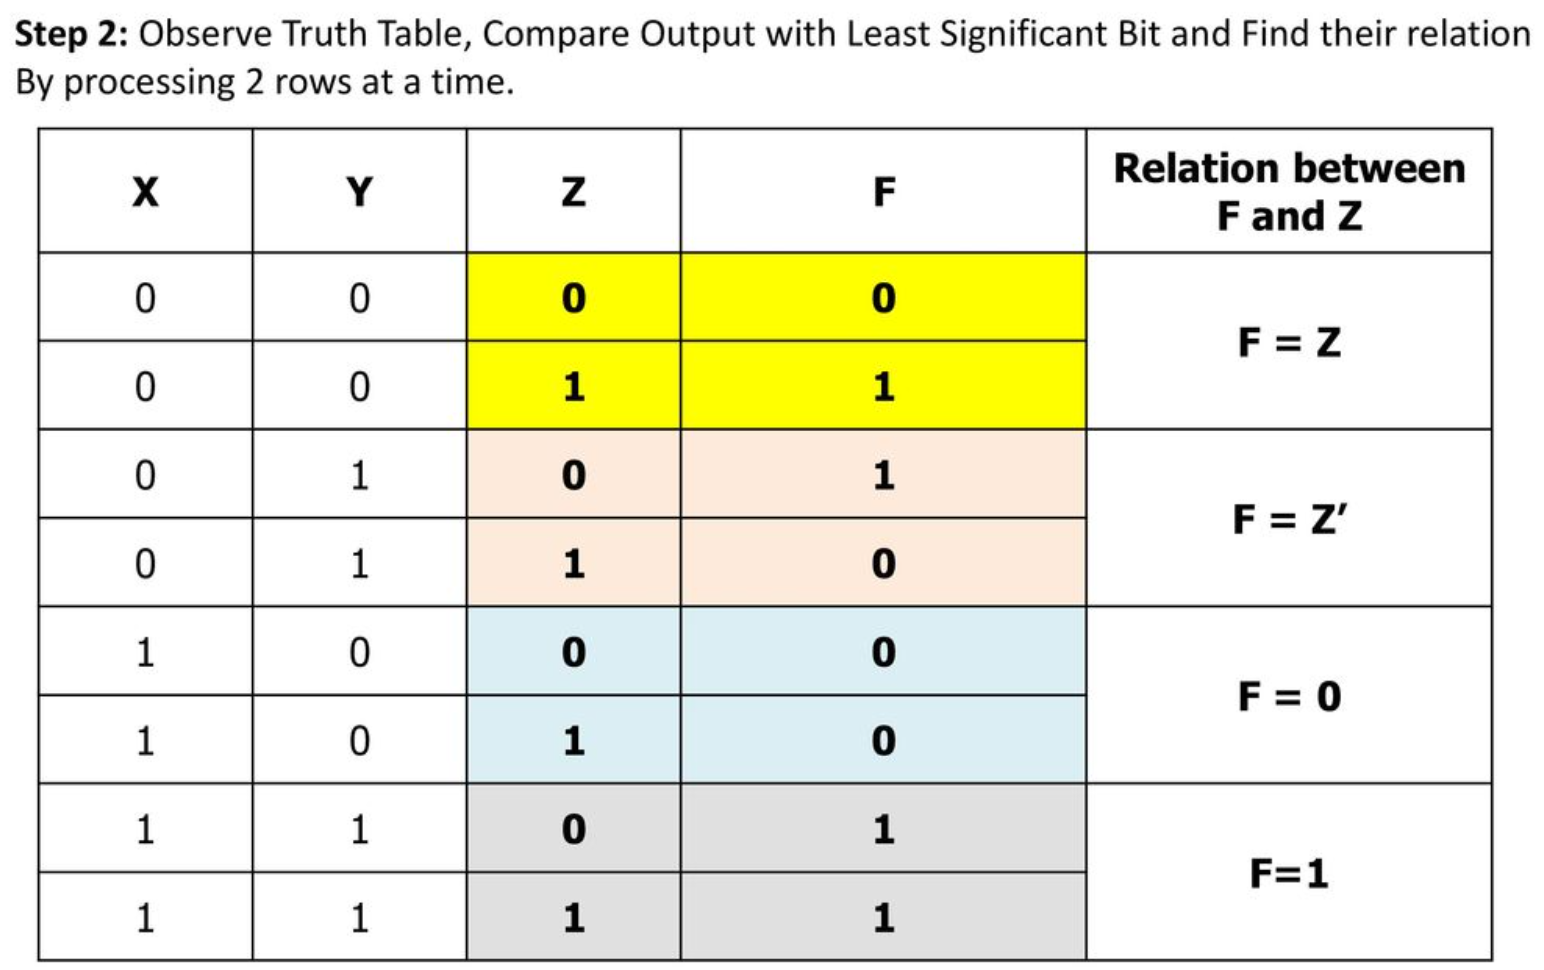 Step 2: Observe Truth Table, Compare Output with Least Significant Bit and Find their relation
By processing 2 rows at a time.
X Y Z F Relation between
F and Z
0 0 0 0
F = Z
0 0 1 1
0 1 0 1
F = Z′
0 1 1 0
1 0 0 0
F = 0
1 0 1 0
1 1 0 1
F=1
1 1 1 1